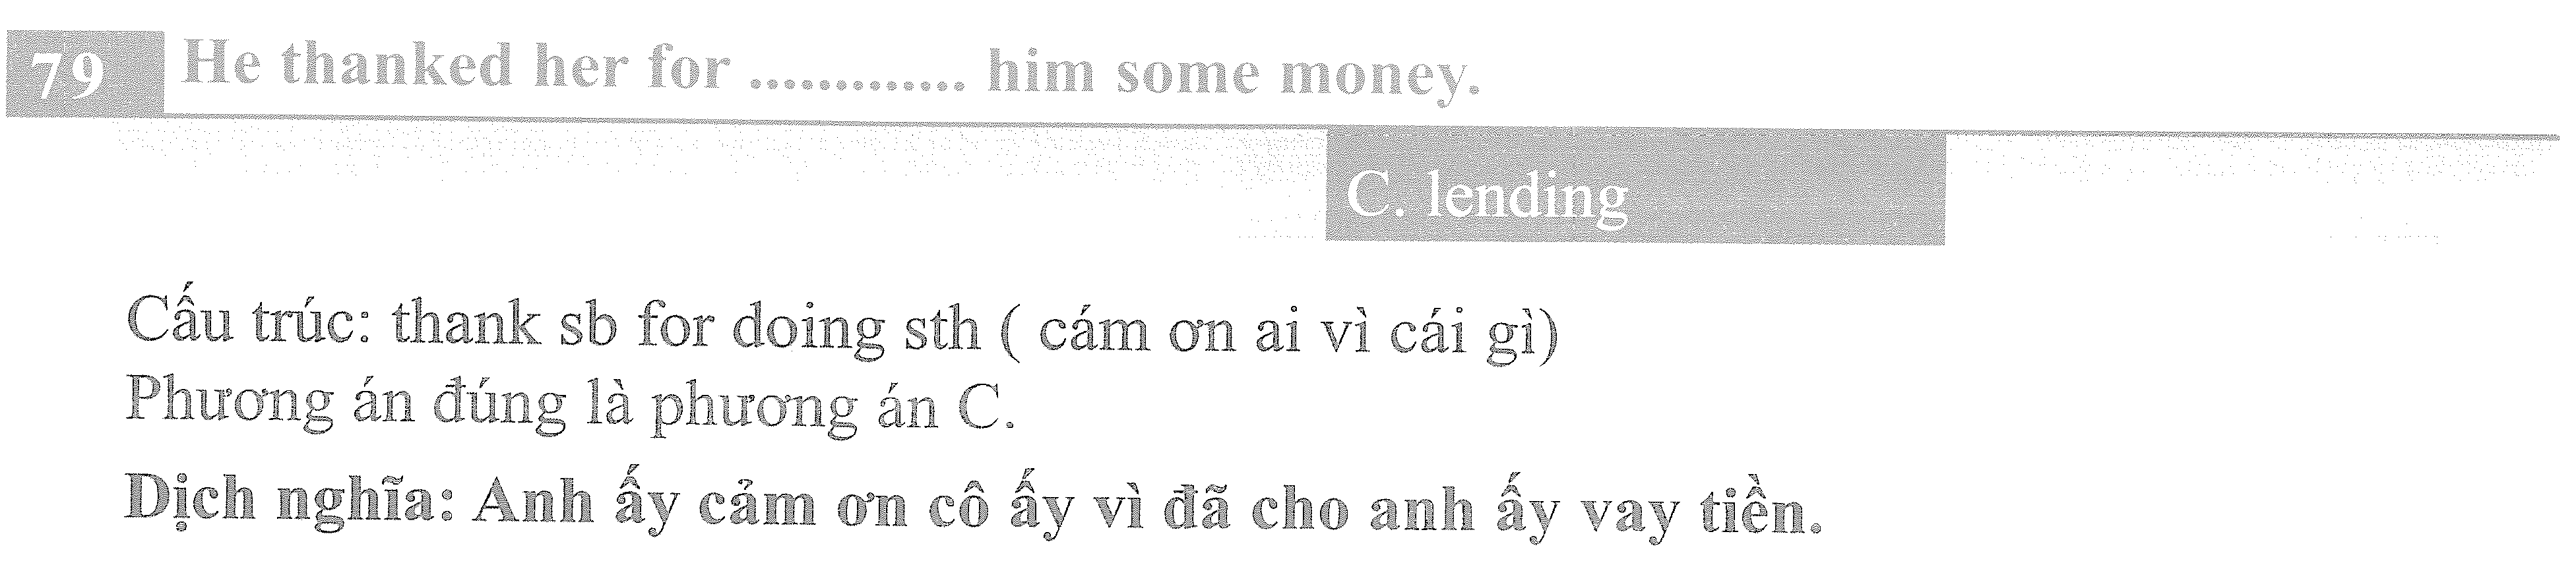 79 He thanked her for ............. him some money.
C. lending
Cấu trúc: thank sb for doing sth ( cám ơn ai vì cái gì)
Phương án đúng là phương án C.
Dịch nghĩa: Anh ấy cảm ơn cô ấy vì đã cho anh ấy vay tiền.